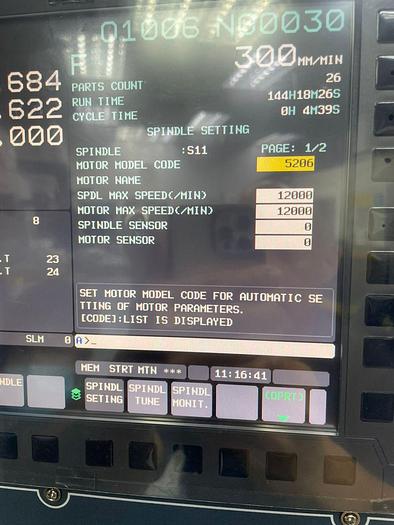 O1006 N00030
F 300MM/MIN
684
.622
.000
PARTS COUNT 26
RUN TIME 144H18M26S
CYCLE TIME 0H 4M39S
SPINDLE SETTING
SPINDLE :S11 PAGE: 1/2
MOTOR MODEL CODE 5206
MOTOR NAME
SPDL MAX SPEED(/MIN) 12000
MOTOR MAX SPEED(/MIN) 12000
SPINDLE SENSOR 0
MOTOR SENSOR 0
8
.T 23
.T 24
SET MOTOR MODEL CODE FOR AUTOMATIC SE
TTING OF MOTOR PARAMETERS.
[CODE]:LIST IS DISPLAYED
SLM 0
A>_
MEM STRT MTN *** 11:16:41
NDLE
SPINDL
SETING
SPINDL
TUNE
SPINDL
MONIT.
(OPRT)